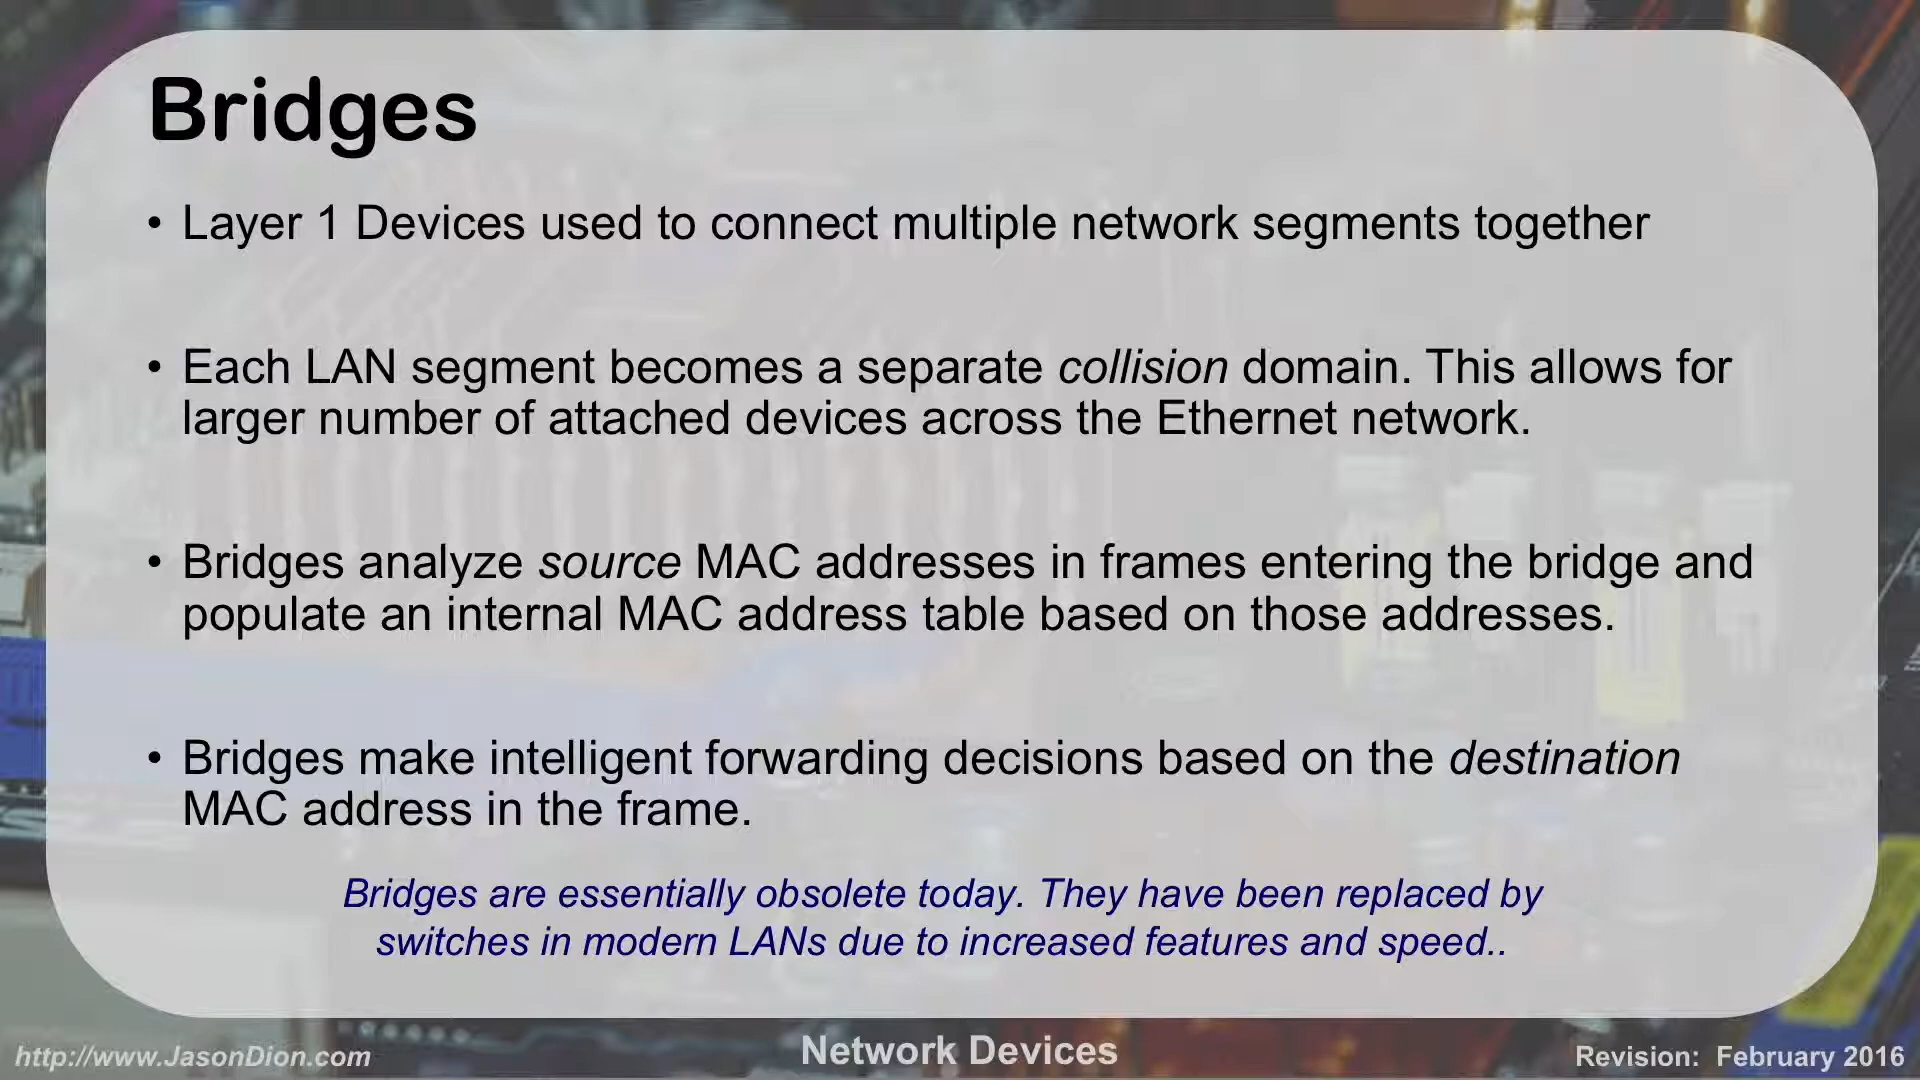 Bridges
• Layer 1 Devices used to connect multiple network segments together
• Each LAN segment becomes a separate collision domain. This allows for
larger number of attached devices across the Ethernet network.
• Bridges analyze source MAC addresses in frames entering the bridge and
populate an internal MAC address table based on those addresses.
• Bridges make intelligent forwarding decisions based on the destination
MAC address in the frame.
Bridges are essentially obsolete today. They have been replaced by
switches in modern LANs due to increased features and speed..
http://www.JasonDion.com
Network Devices
Revision: February 2016